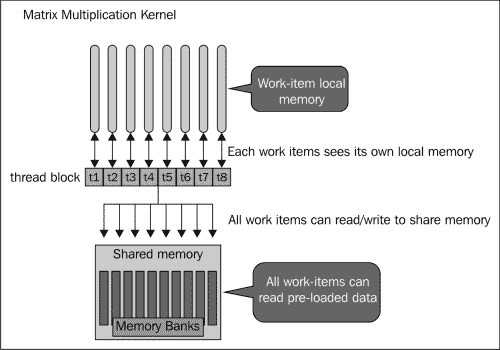 Matrix Multiplication Kernel
Work-item local
memory
Each work items sees its own local memory
thread block
t1 t2 t3 t4 t5 t6 t7 t8
All work items can read/write to share memory
Shared memory
All work-items can
read pre-loaded data
Memory Banks